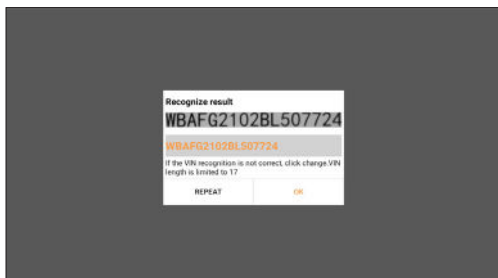 Recognize result
WBAFG2102BL507724
WBAFG2102BL507724
If the VIN recognition is not correct, click change.VIN
length is limited to 17
REPEAT OK